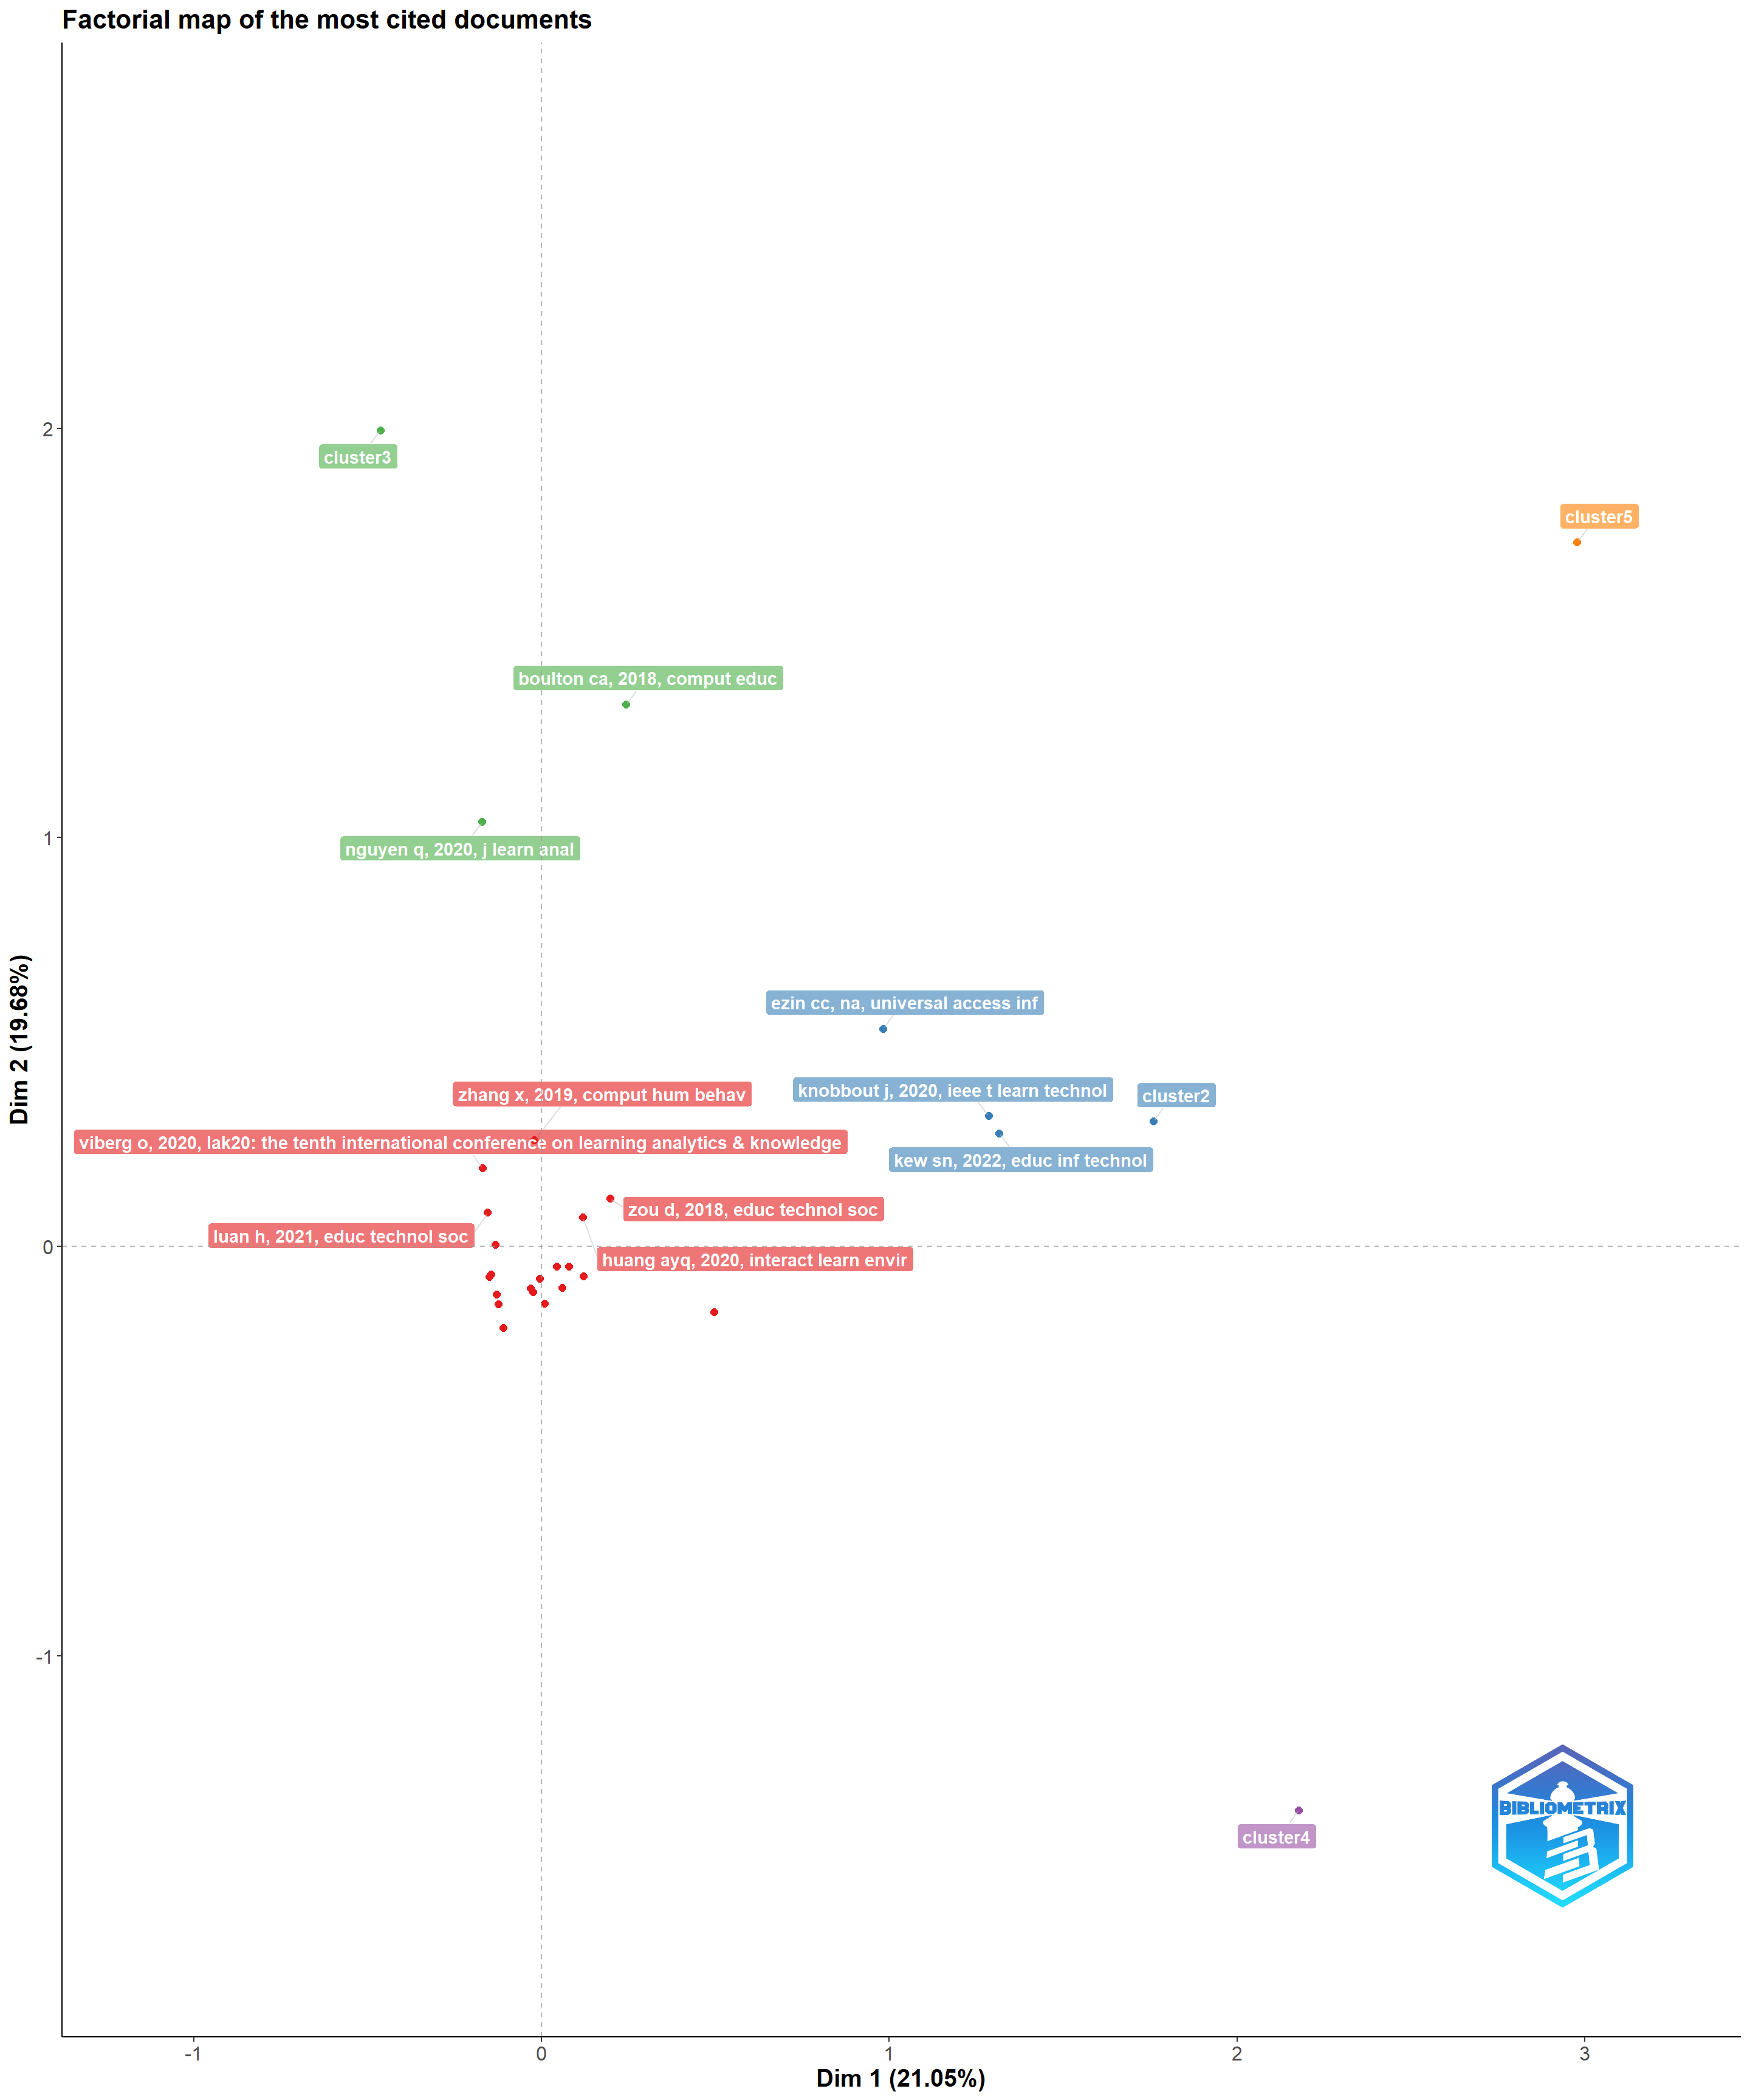 Factorial map of the most cited documents
2
cluster3
cluster5
boulton ca, 2018, comput educ
1
nguyen q, 2020, j learn anal
Dim 2 (19.68%)
ezin cc, na, universal access inf
knobbout j, 2020, ieee t learn technol
cluster2
zhang x, 2019, comput hum behav
viberg o, 2020, lak20: the tenth international conference on learning analytics & knowledge
kew sn, 2022, educ inf technol
zou d, 2018, educ technol soc
luan h, 2021, educ technol soc
0
huang ayq, 2020, interact learn envir
-1
BIBLIOMETRIX
cluster4
-1
0
1
2
3
Dim 1 (21.05%)